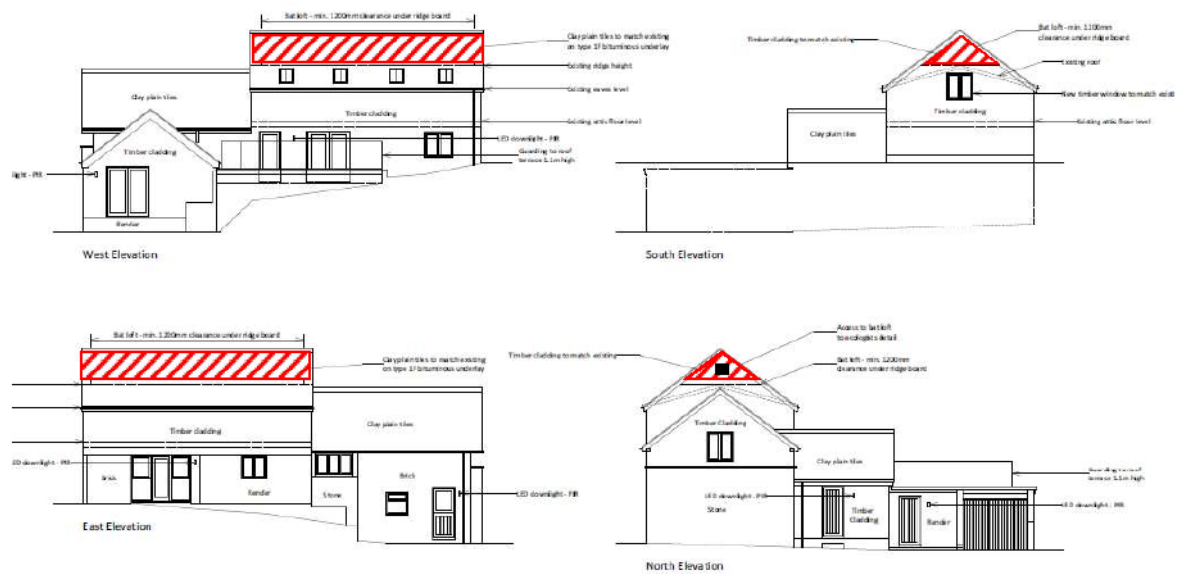 Bat loft - min. 1200mm clearance under ridge board
Clay plain tiles to match existing
on type 1F bituminous underlay
Existing ridge height
Clay plain tiles
Existing eaves level
Timber cladding
Existing attic floor level
LED downlight - PIR
Timber cladding
Guarding to roof
terrace 1.1m high
light - PIR
Render
West Elevation
Bat loft - min. 1200mm
clearance under ridge board
Timber cladding to match existing
Existing roof
New timber window to match exist
Timber cladding
Existing attic floor level
Clay plain tiles
South Elevation
Bat loft - min. 1200mm clearance under ridge board
Clay plain tiles to match existing
on type 1F bituminous underlay
Clay plain tiles
Timber cladding
ED downlight - PIR
Brick
Render
Stone
Brick
LED downlight - PIR
East Elevation
Access to bat loft
to ecologists detail
Timber cladding to match existing
Bat loft - min. 1200mm
clearance under ridge board
Timber Cladding
Clay plain tiles
terrace 1.1m high
LED downlight - PIR
Stone
Timber
Cladding
Render
LED downlight - PIR
North Elevation